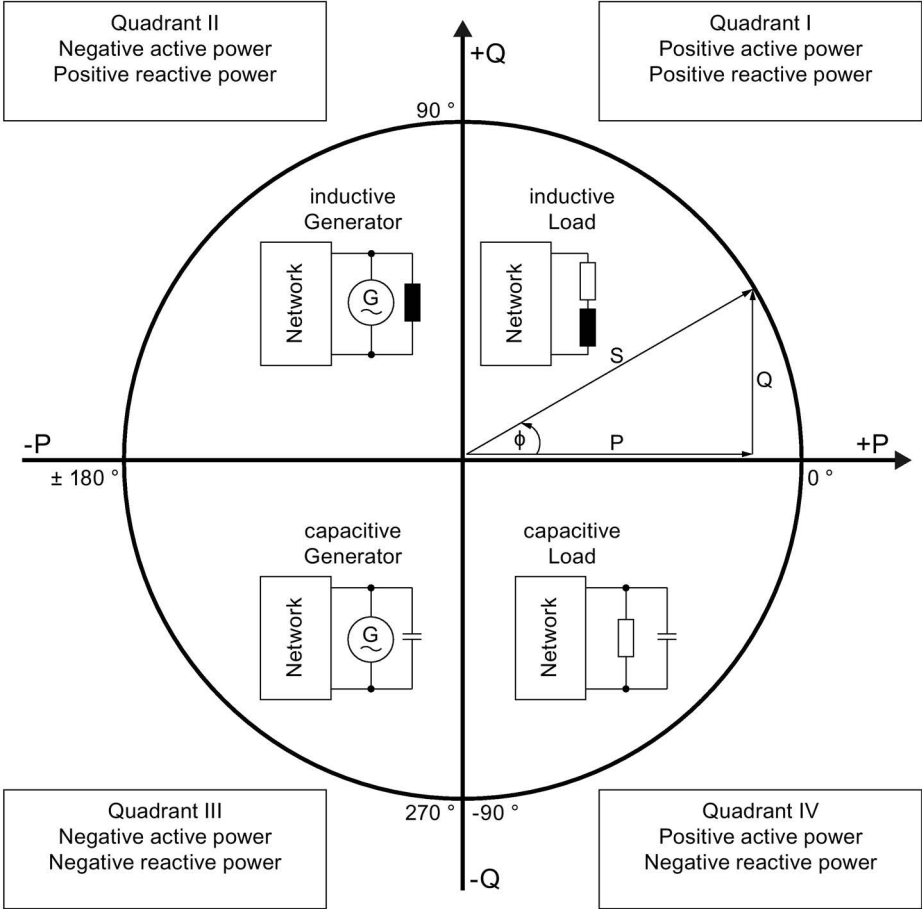 Quadrant II
Negative active power
Positive reactive power
Quadrant I
Positive active power
Positive reactive power
+Q
90 °
inductive
Generator
Network
G
inductive
Load
Network
S
Q
ϕ
P
-P
+P
± 180 °
0 °
capacitive
Generator
Network
G
capacitive
Load
Network
270 °
-90 °
-Q
Quadrant III
Negative active power
Negative reactive power
Quadrant IV
Positive active power
Negative reactive power